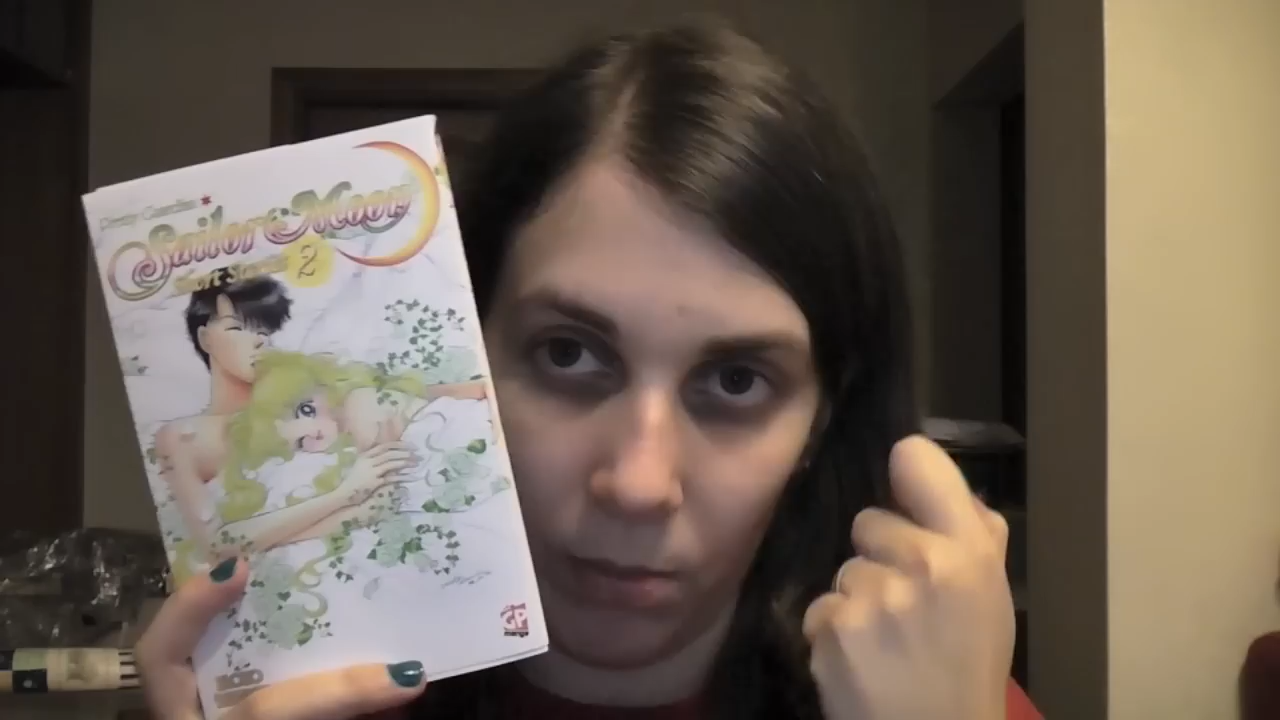 Pretty Guardian
Sailor Moon
Short Stories 2
GP
manga